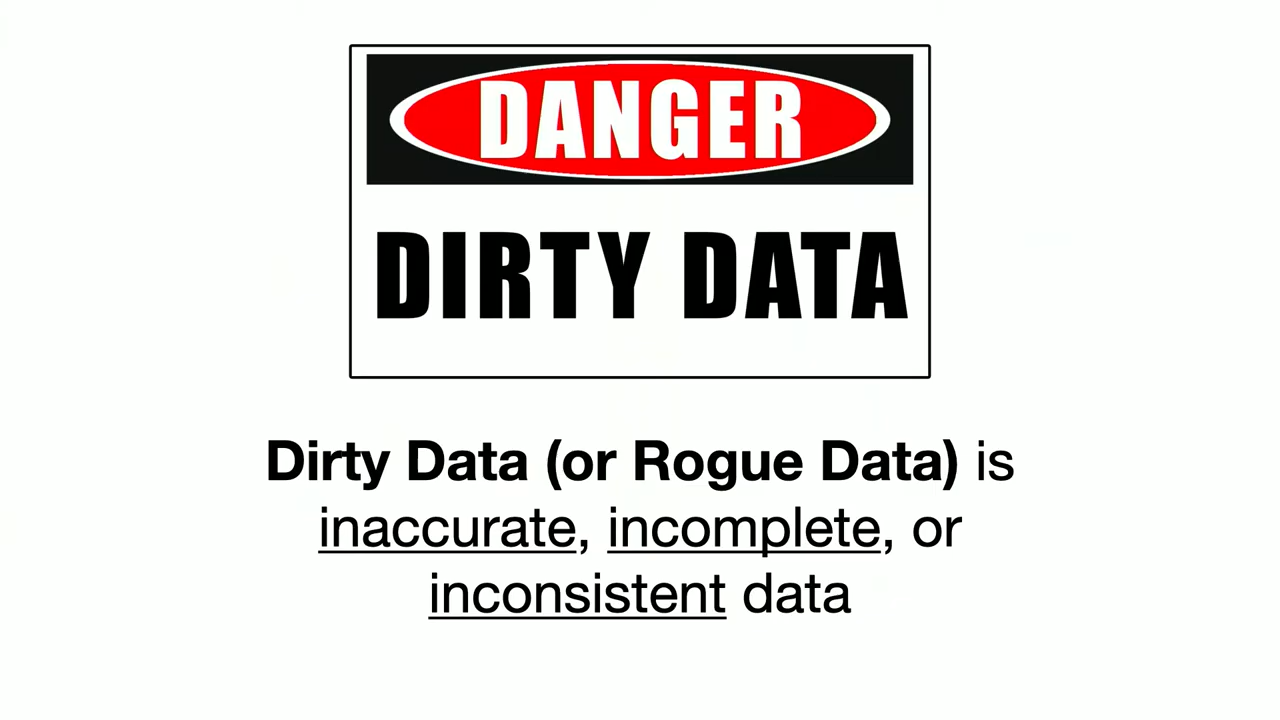 DANGER
DIRTY DATA
Dirty Data (or Rogue Data) is
inaccurate, incomplete, or
inconsistent data